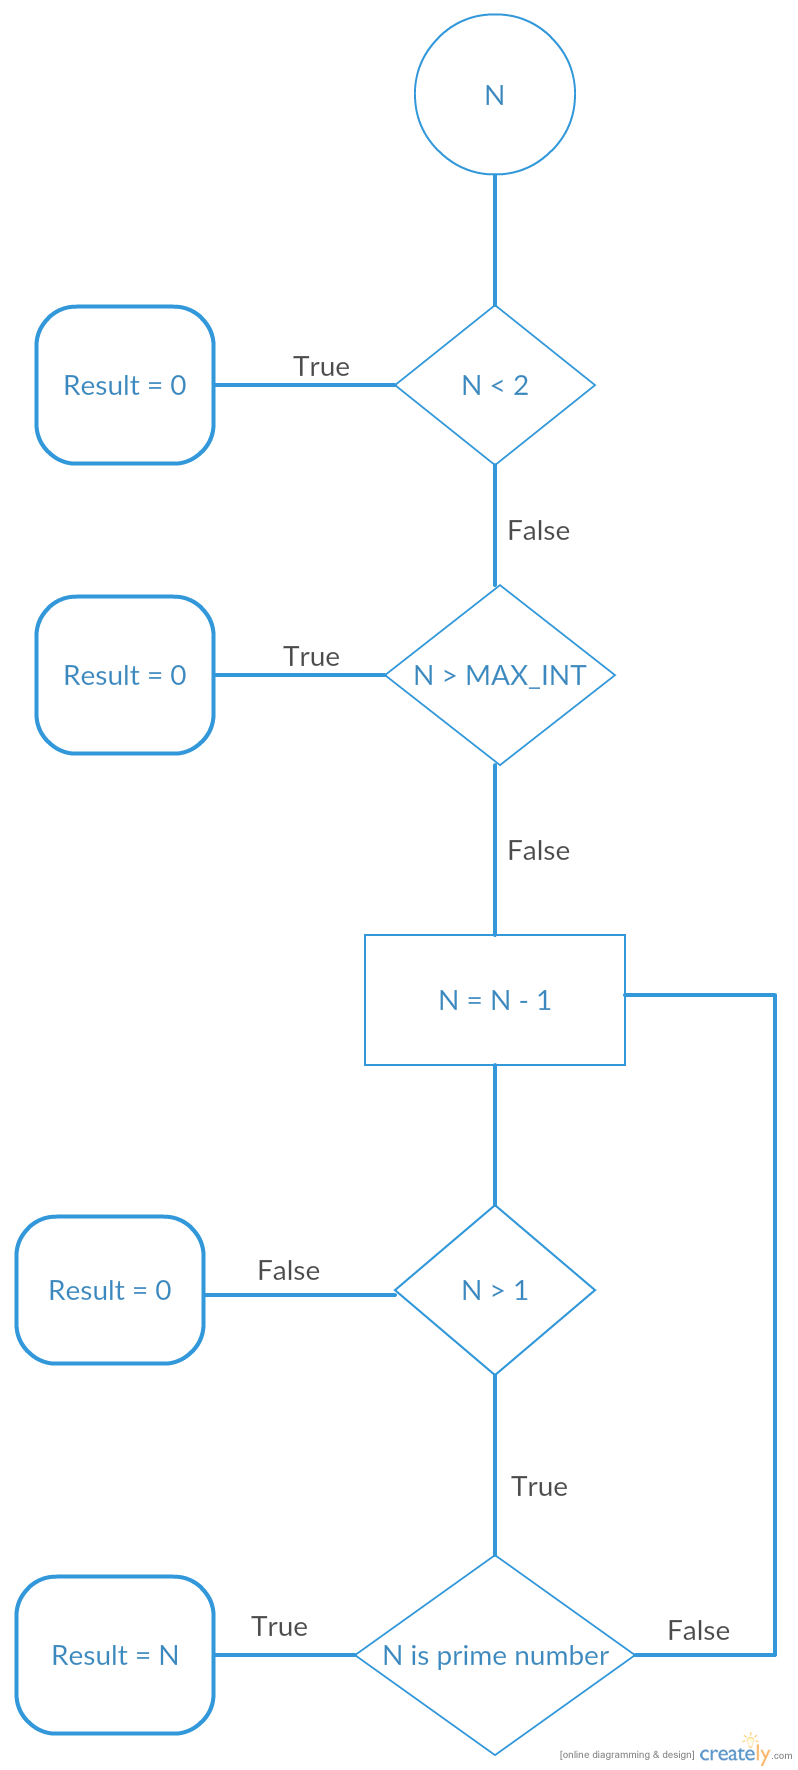 N
True
Result = 0
N < 2
False
True
Result = 0
N > MAX_INT
False
N = N - 1
False
Result = 0
N > 1
True
True
False
Result = N
N is prime number
[online diagramming & design] creately.com